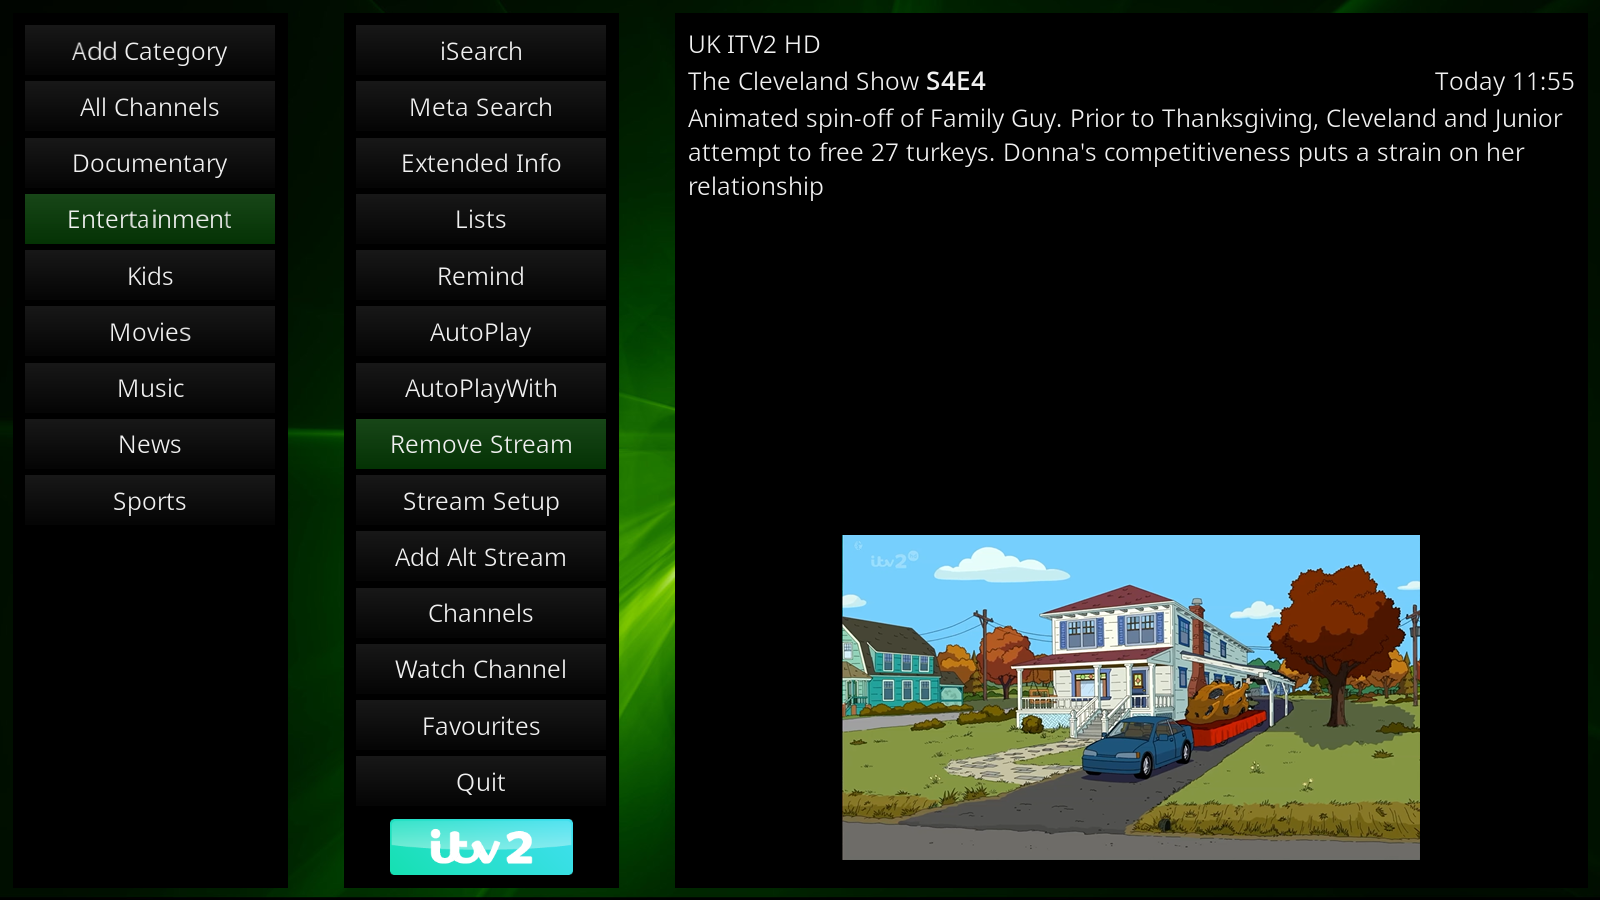 Add Category
All Channels
Documentary
Entertainment
Kids
Movies
Music
News
Sports
iSearch
Meta Search
Extended Info
Lists
Remind
AutoPlay
AutoPlayWith
Remove Stream
Stream Setup
Add Alt Stream
Channels
Watch Channel
Favourites
Quit
itv2
UK ITV2 HD
The Cleveland Show S4E4 Today 11:55
Animated spin-off of Family Guy. Prior to Thanksgiving, Cleveland and Junior
attempt to free 27 turkeys. Donna's competitiveness puts a strain on her
relationship
itv2